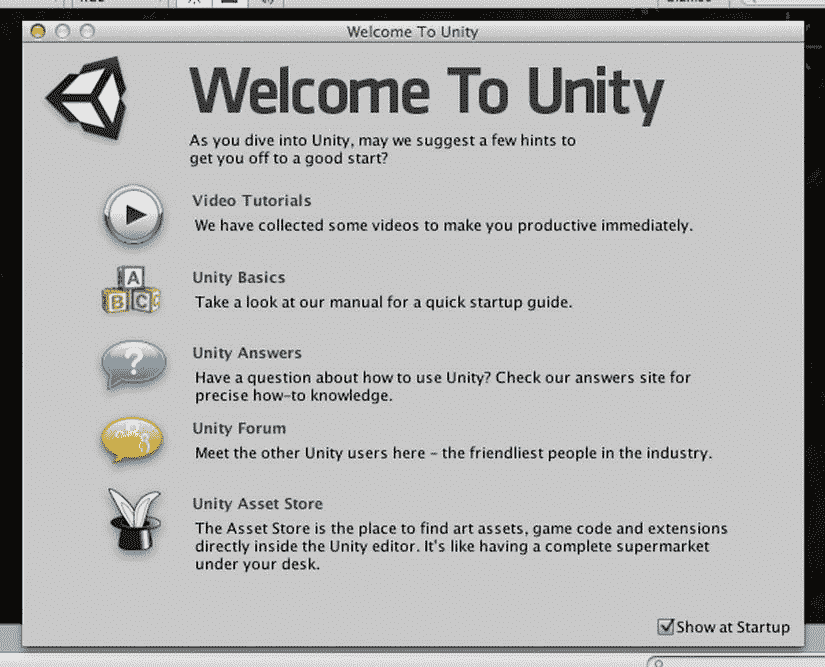 Welcome To Unity
Welcome To Unity
As you dive into Unity, may we suggest a few hints to
get you off to a good start?
Video Tutorials
We have collected some videos to make you productive immediately.
A
B C
Unity Basics
Take a look at our manual for a quick startup guide.
?
Unity Answers
Have a question about how to use Unity? Check our answers site for
precise how-to knowledge.
Unity Forum
Meet the other Unity users here - the friendliest people in the industry.
Unity Asset Store
The Asset Store is the place to find art assets, game code and extensions
directly inside the Unity editor. It's like having a complete supermarket
under your desk.
Show at Startup